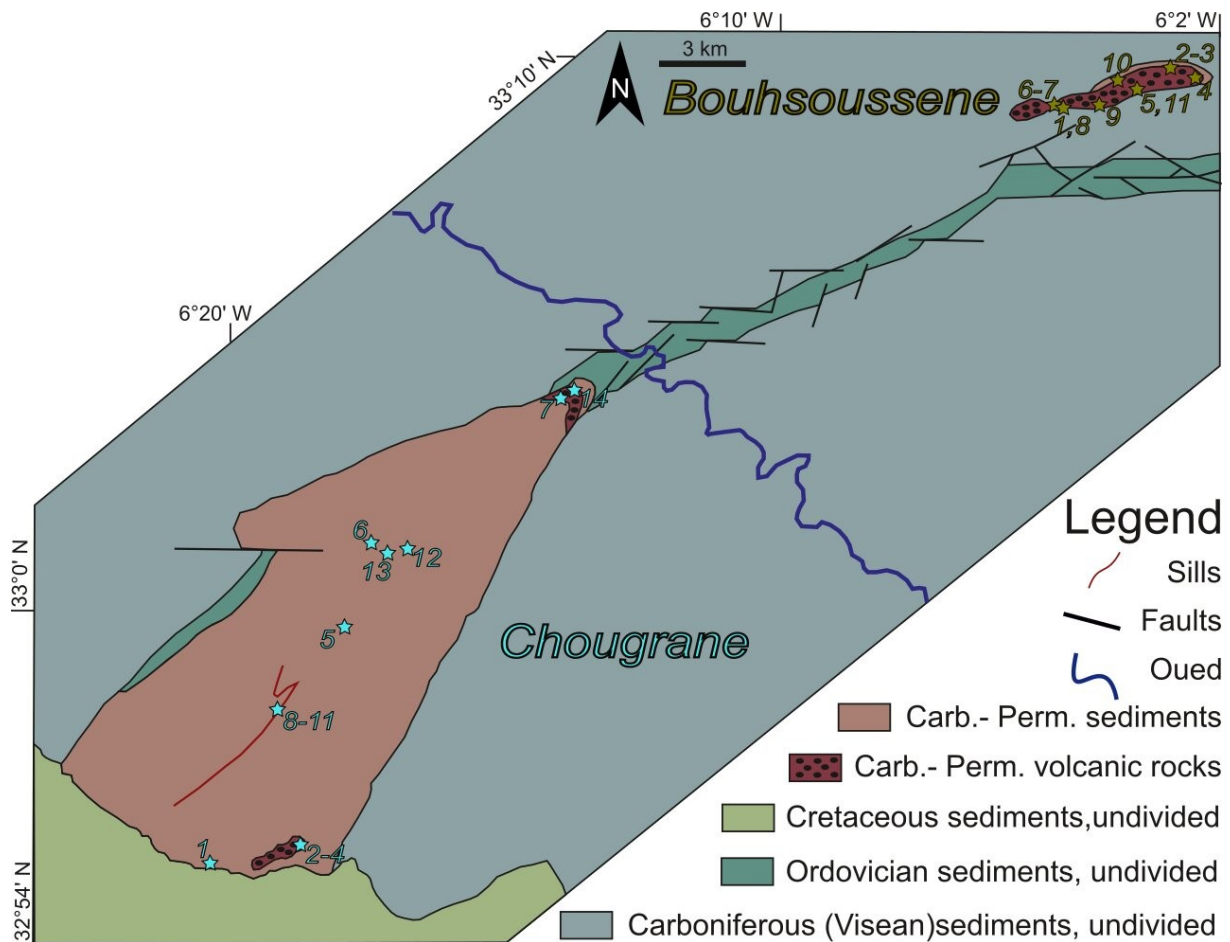 6°10' W
6°2' W
33°10' N
3 km
N
Bouhsoussene
10
2-3
6-7
4
5,11
9
1,8
6°20' W
7
14
6
13
12
33°0' N
5
Chougrane
8-11
1
2-4
32°54' N
Legend
Sills
Faults
Oued
Carb.- Perm. sediments
Carb.- Perm. volcanic rocks
Cretaceous sediments,undivided
Ordovician sediments, undivided
Carboniferous (Visean)sediments, undivided